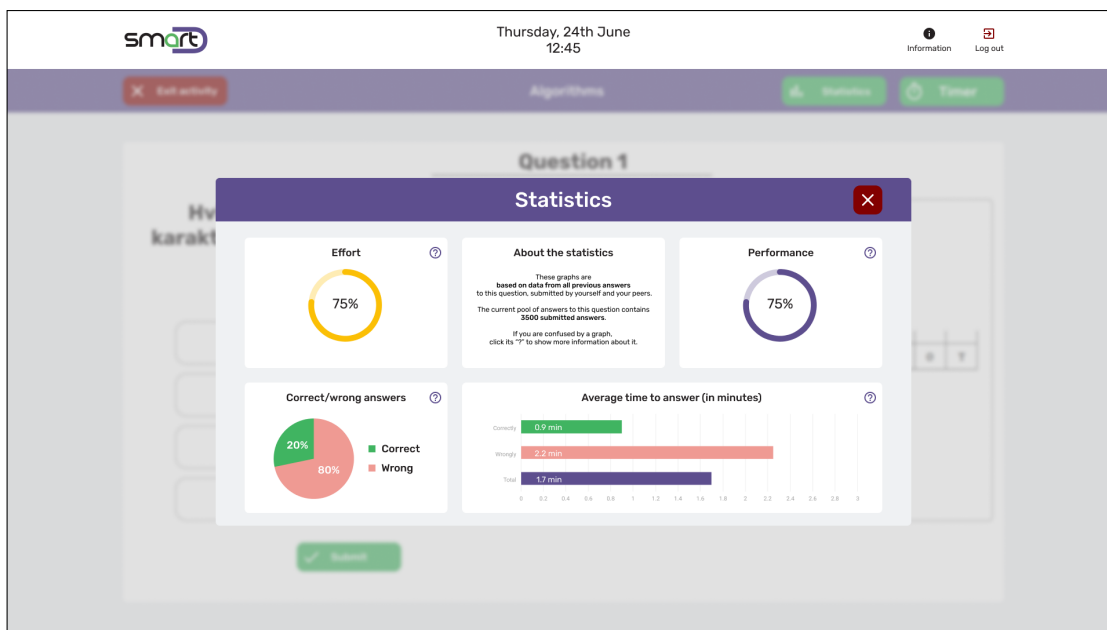 smart
Thursday, 24th June
12:45
Information
Log out
Exit activity
Algorithms
Statistics
Timer
Question 1
Statistics
Effort
75%
About the statistics
These graphs are
based on data from all previous answers
to this question, submitted by yourself and your peers.
The current pool of answers to this question contains
3500 submitted answers.
If you are confused by a graph,
click its "?" to show more information about it.
Performance
75%
Correct/wrong answers
20%
80%
Correct
Wrong
Average time to answer (in minutes)
Correctly
0.9 min
Wrongly
2.2 min
Total
1.7 min
0 0.2 0.4 0.6 0.8 1 1.2 1.4 1.6 1.8 2 2.2 2.4 2.6 2.8 3
Submit